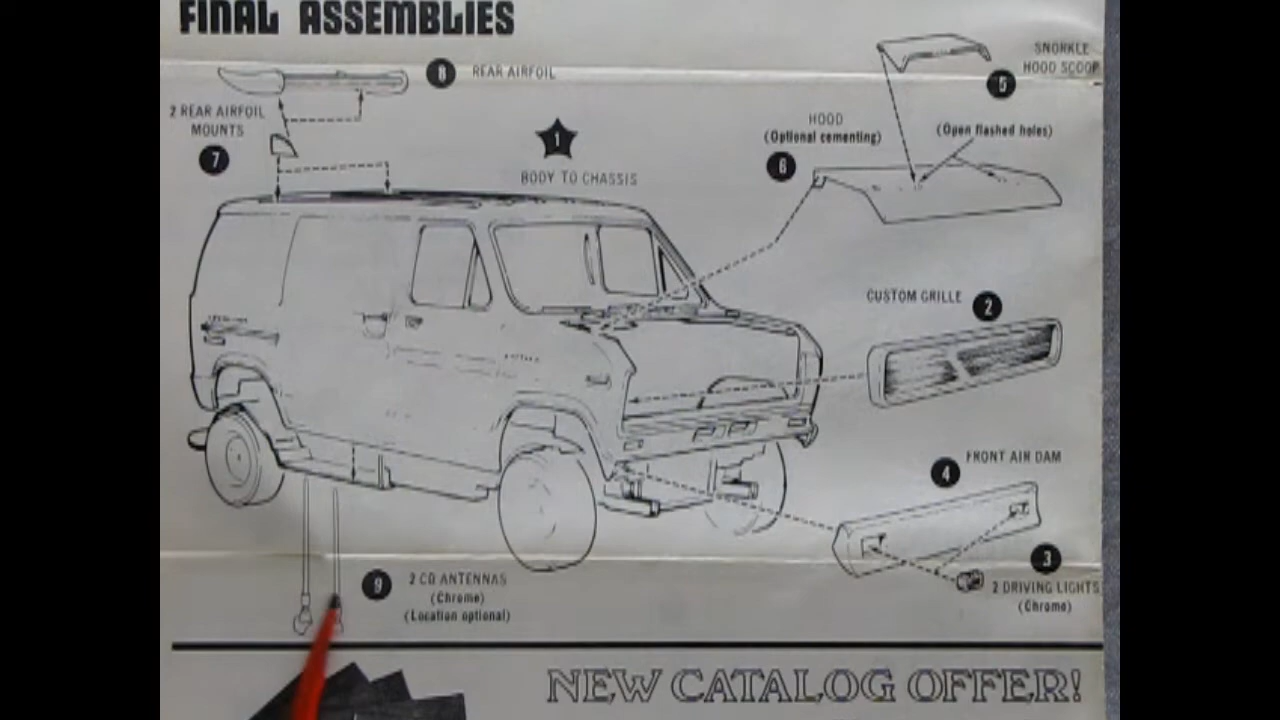 FINAL ASSEMBLIES
8 REAR AIRFOIL
2 REAR AIRFOIL
MOUNTS
7
1
BODY TO CHASSIS
SNORKLE
HOOD SCOOP
5
HOOD
(Optional cementing)
6
(Open flashed holes)
CUSTOM GRILLE 2
4 FRONT AIR DAM
3
2 DRIVING LIGHTS
(Chrome)
9 2 CB ANTENNAS
(Chrome)
(Location optional)
NEW CATALOG OFFER!